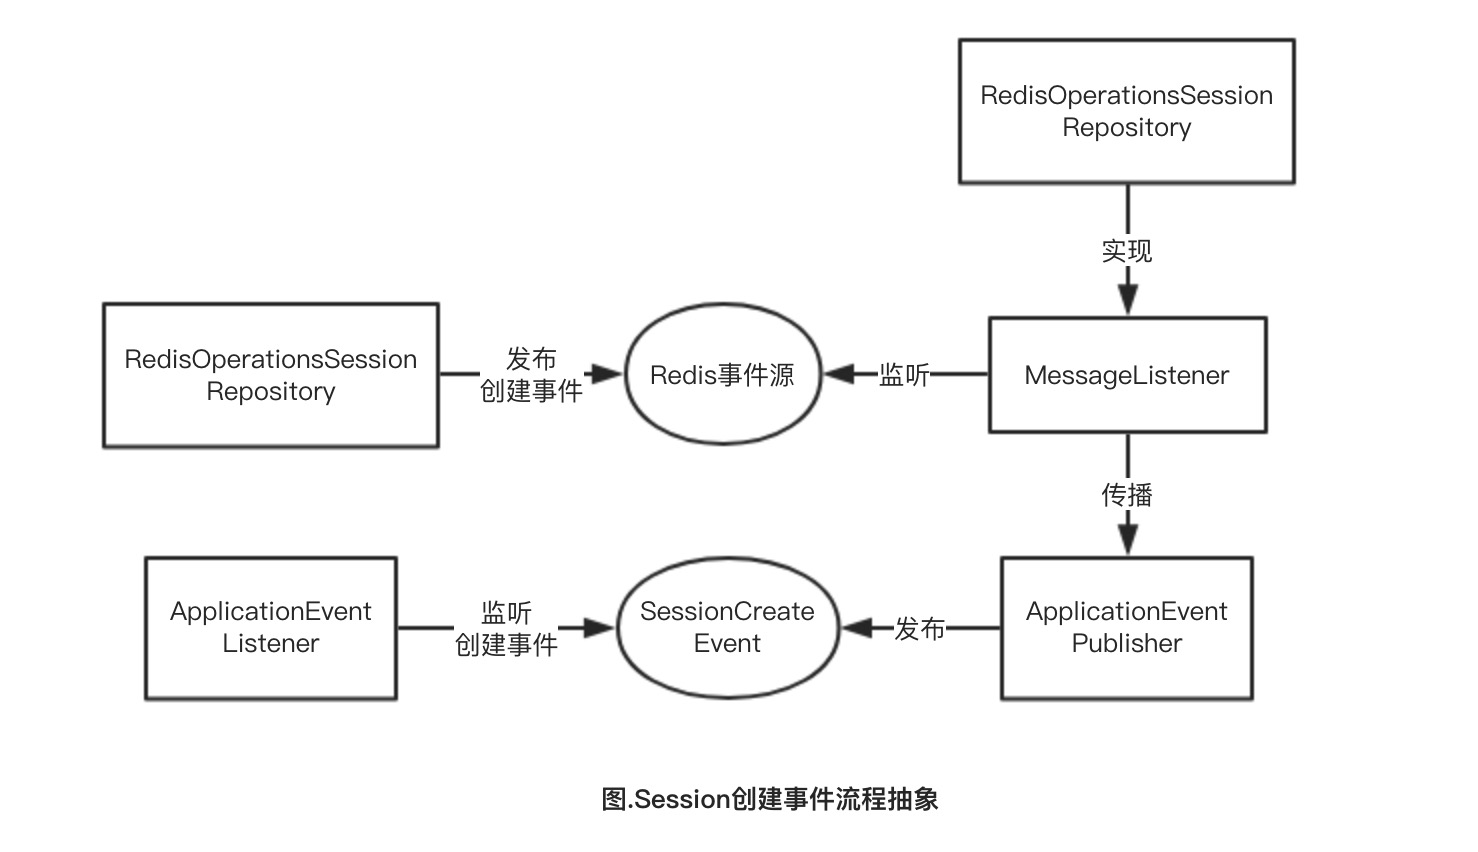 RedisOperationsSession
Repository
实现
RedisOperationsSession
Repository
发布
创建事件
Redis事件源
监听
MessageListener
传播
ApplicationEvent
Listener
监听
创建事件
SessionCreate
Event
发布
ApplicationEvent
Publisher
图.Session创建事件流程抽象